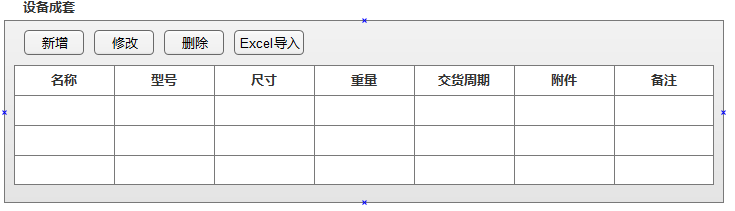 设备成套
新增 修改 删除 Excel导入
名称 型号 尺寸 重量 交货周期 附件 备注